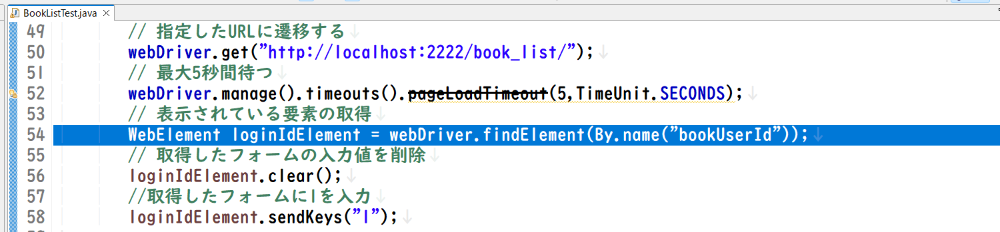 BookListTest.java
49 // 指定したURLに遷移する↓
50 webDriver.get("http://localhost:2222/book_list/");↓
51 // 最大5秒間待つ↓
52 webDriver.manage().timeouts().pageLoadTimeout(5,TimeUnit.SECONDS);↓
53 // 表示されている要素の取得
54 WebElement loginIdElement = webDriver.findElement(By.name("bookUserId"));↓
55 // 取得したフォームの入力値を削除↓
56 loginIdElement.clear();↓
57 //取得したフォームに1を入力↓
58 loginIdElement.sendKeys("1");↓